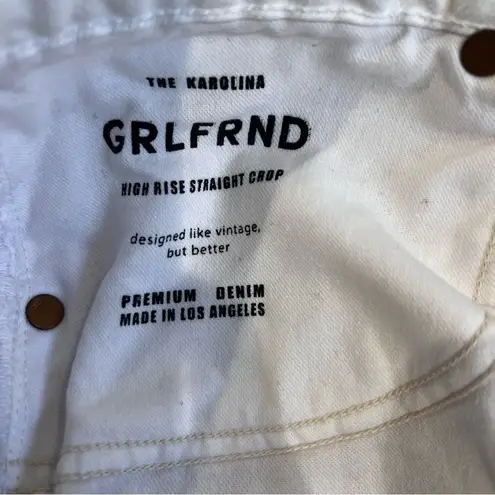 THE KAROLINA
GRLFRND
HIGH RISE STRAIGHT CROP
designed like vintage,
but better
PREMIUM DENIM
MADE IN LOS ANGELES